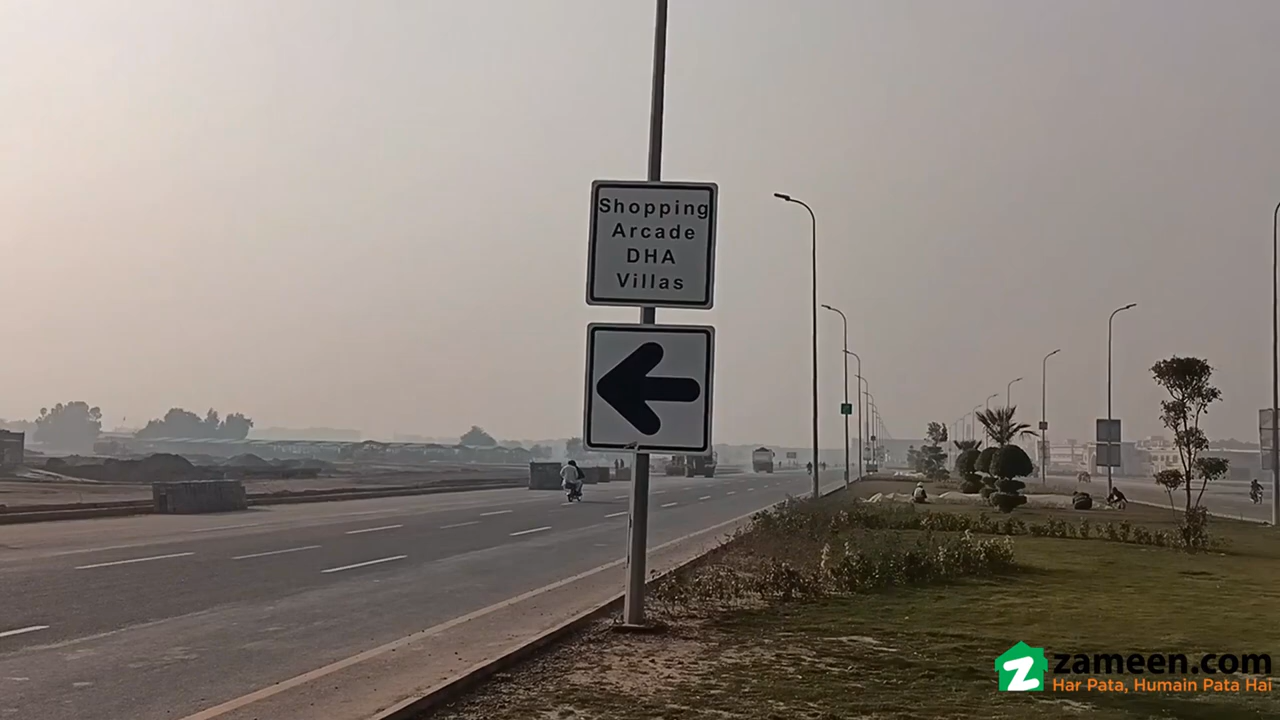 Shopping
Arcade
DHA
Villas
zameen.com
Har Pata, Humain Pata Hai